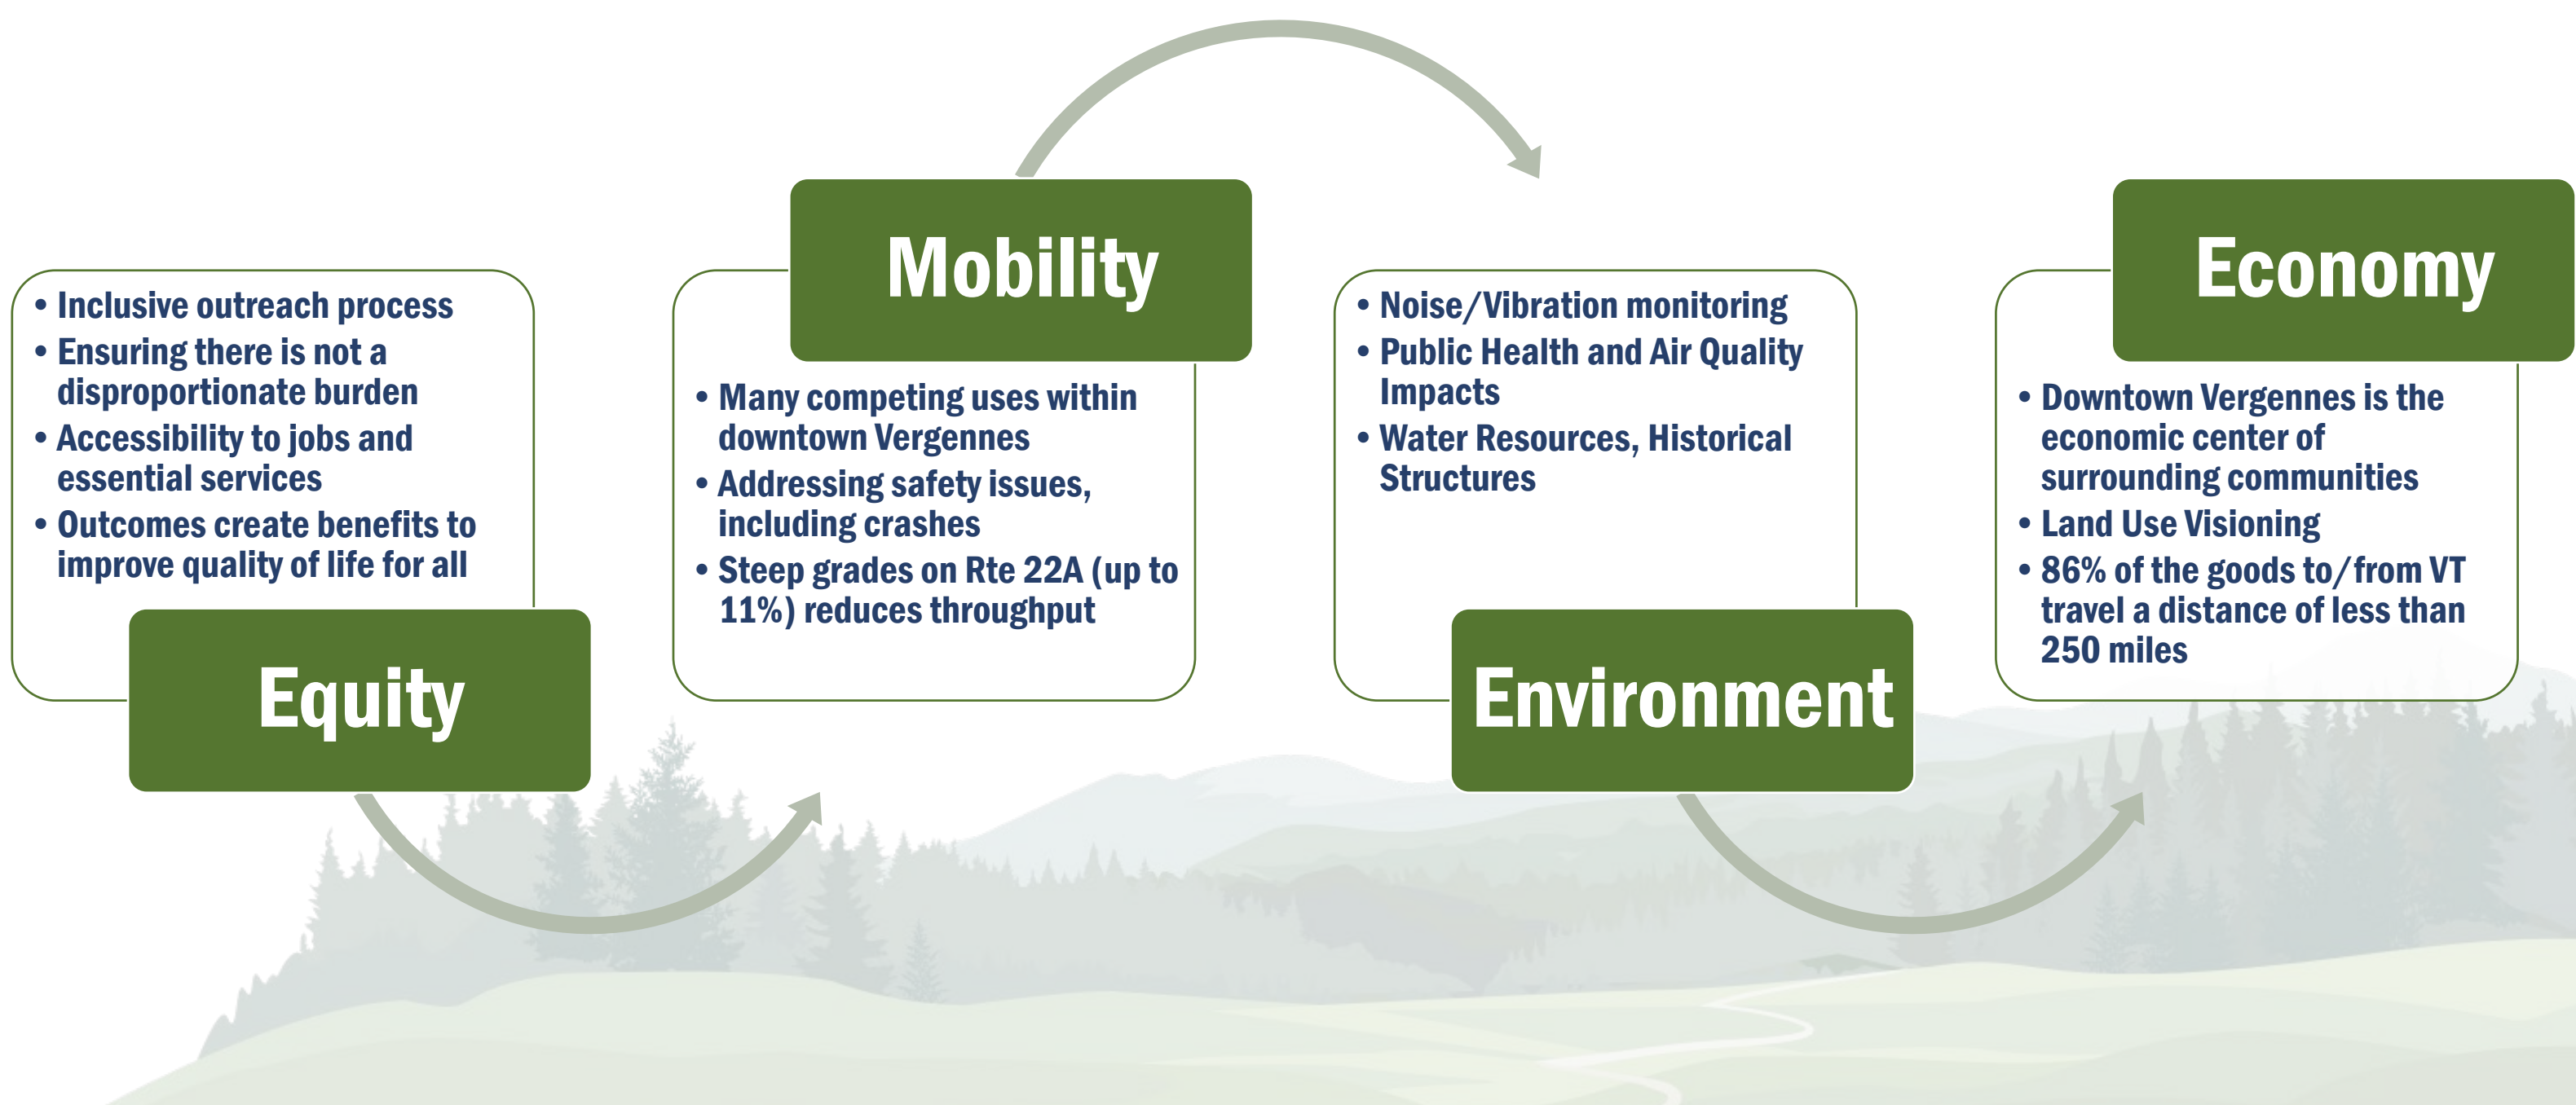 • Inclusive outreach process
• Ensuring there is not a
disproportionate burden
• Accessibility to jobs and
essential services
• Outcomes create benefits to
improve quality of life for all
Equity
Mobility
• Many competing uses within
downtown Vergennes
• Addressing safety issues,
including crashes
• Steep grades on Rte 22A (up to
11%) reduces throughput
• Noise/Vibration monitoring
• Public Health and Air Quality
Impacts
• Water Resources, Historical
Structures
Environment
Economy
• Downtown Vergennes is the
economic center of
surrounding communities
• Land Use Visioning
• 86% of the goods to/from VT
travel a distance of less than
250 miles